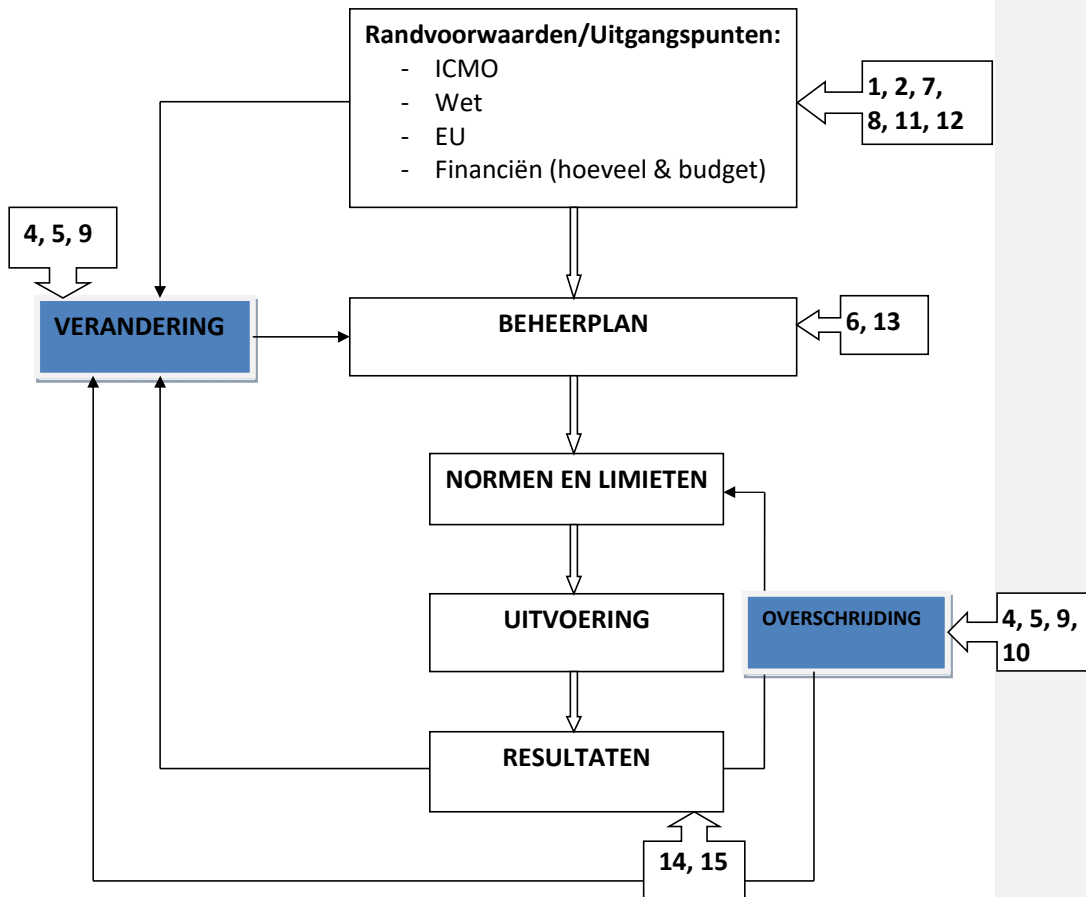 Randvoorwaarden/Uitgangspunten:
- ICMO
- Wet
- EU
- Financiën (hoeveel & budget)
1, 2, 7,
8, 11, 12
4, 5, 9
VERANDERING
BEHEERPLAN
6, 13
NORMEN EN LIMIETEN
UITVOERING
OVERSCHRIJDING
4, 5, 9,
10
RESULTATEN
14, 15